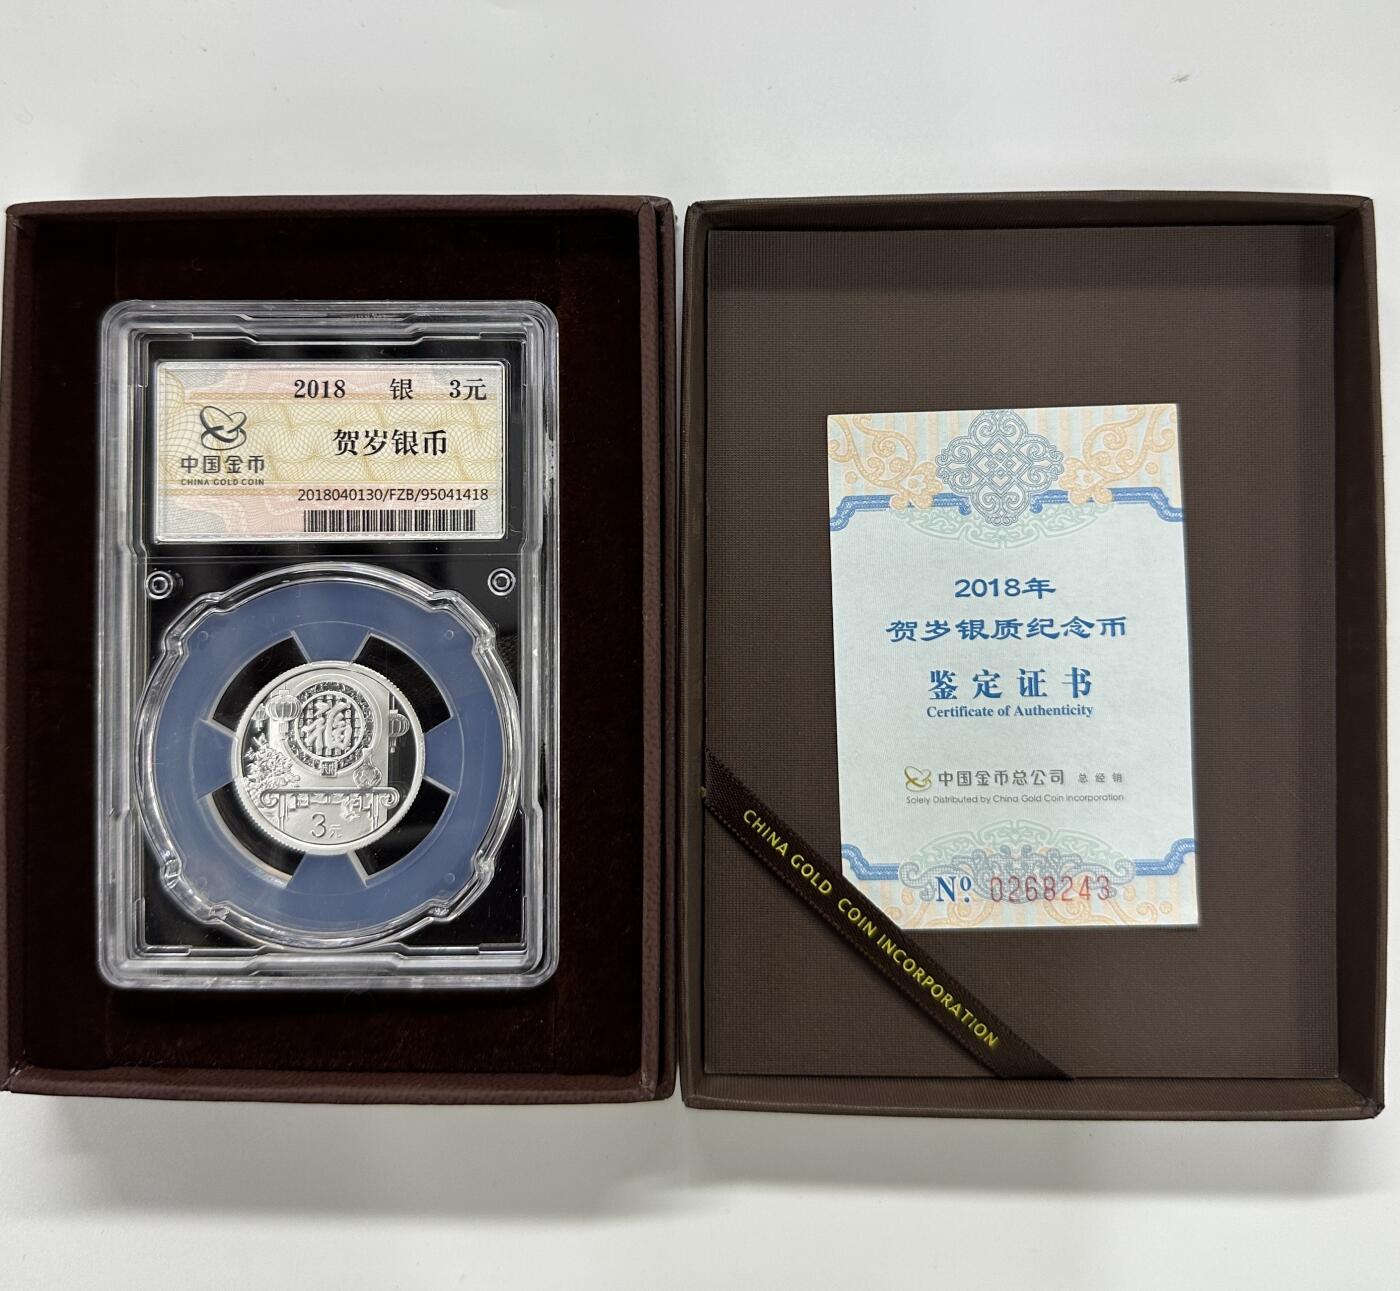 2018 银 3元
贺岁银币
中国金币
CHINA GOLD COIN
2018040130/FZB/95041418
福
3元
2018年
贺岁银质纪念币
鉴定证书
Certificate of Authenticity
中国金币总公司 总经销
Solely Distributed by China Gold Coin Incorporation
No. 0268243
CHINA GOLD COIN INCORPORATION